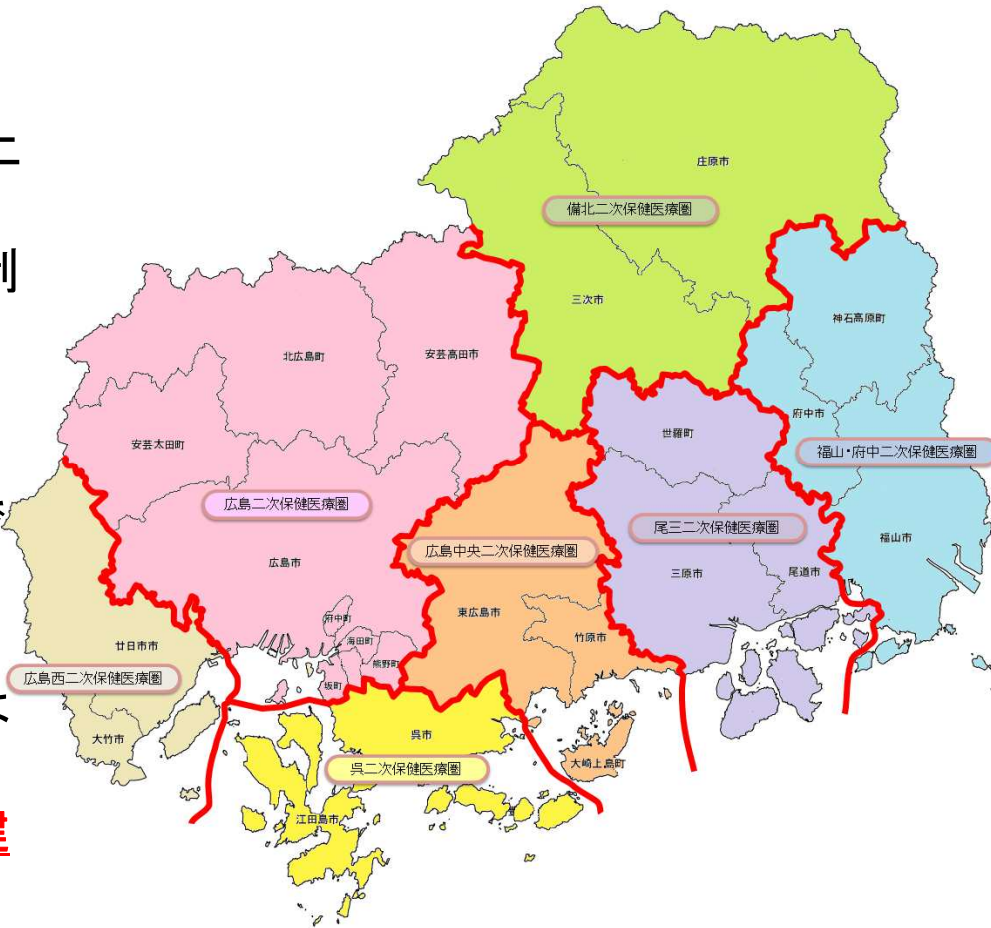 庄原市
備北二次保健医療圏
三次市
神石高原町
北広島町
安芸高田市
府中市
世羅町
安芸太田町
福山・府中二次保健医療圏
広島二次保健医療圏
尾三二次保健医療圏
福山市
広島中央二次保健医療圏
広島市
三原市
尾道市
東広島市
府中町
竹原市
海田町
廿日市市
熊野町
坂町
広島西二次保健医療圏
大竹市
呉市
大崎上島町
呉二次保健医療圏
江田島市